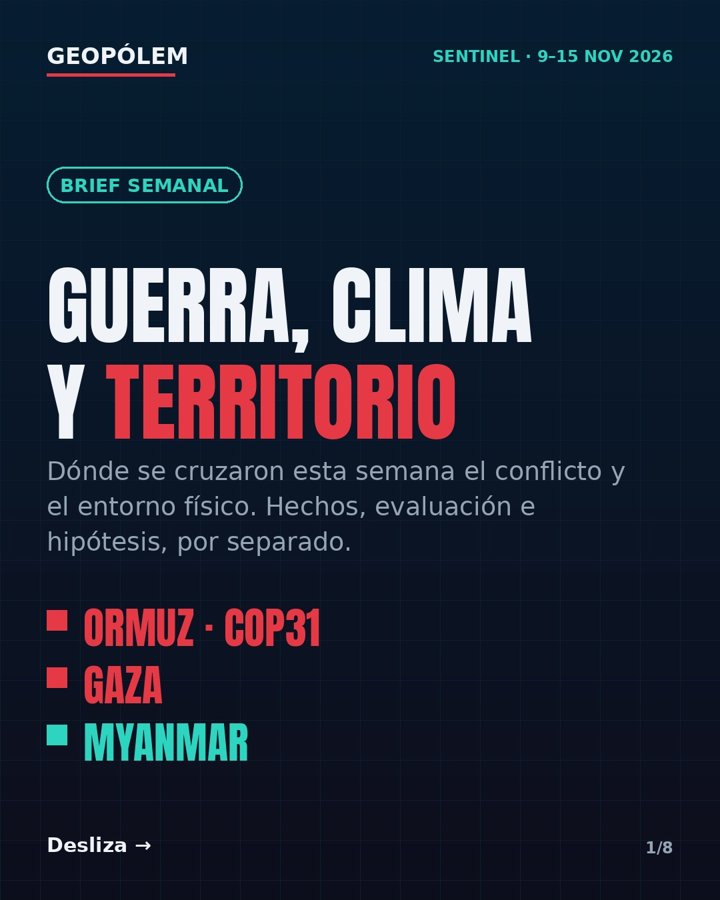 GEOPÓLEM
SENTINEL · 9–15 NOV 2026
BRIEF SEMANAL
GUERRA, CLIMA
Y TERRITORIO
Dónde se cruzaron esta semana el conflicto y
el entorno físico. Hechos, evaluación e
hipótesis, por separado.
ORMUZ · COP31
GAZA
MYANMAR
Desliza →
1/8